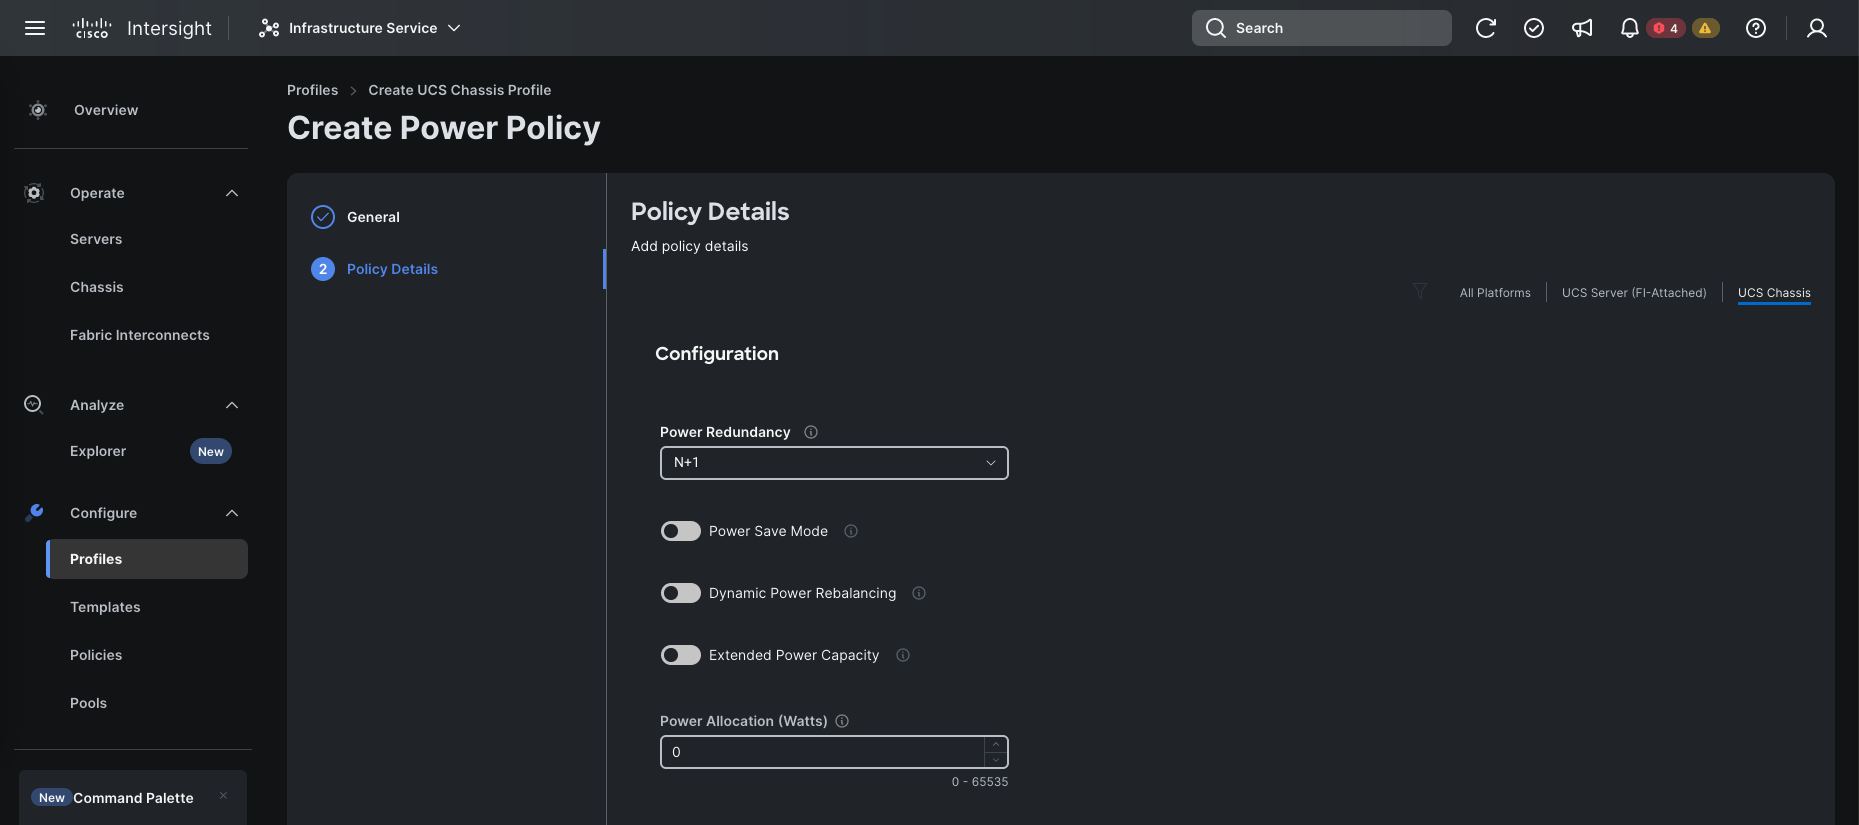 CISCO Intersight Infrastructure Service Search 4
Overview
Operate
Servers
Chassis
Fabric Interconnects
Analyze
Explorer New
Configure
Profiles
Templates
Policies
Pools
New Command Palette
Profiles > Create UCS Chassis Profile
Create Power Policy
General
2 Policy Details
Policy Details
Add policy details
All Platforms UCS Server (FI-Attached) UCS Chassis
Configuration
Power Redundancy
N+1
Power Save Mode
Dynamic Power Rebalancing
Extended Power Capacity
Power Allocation (Watts)
0
0 - 65535